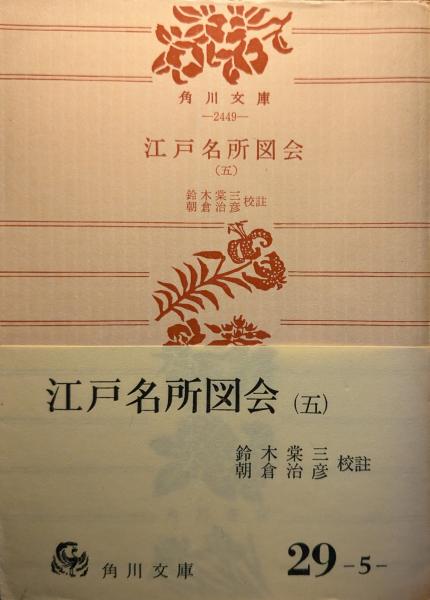 角川文庫
—2449—
江戸名所図会
(五)
鈴木棠三
朝倉治彦 校註
江戸名所図会 (五)
鈴木棠三
朝倉治彦 校註
角川文庫 29-5-